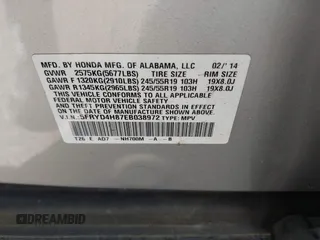 MFD. BY HONDA MFG. OF ALABAMA, LLC 02/'14
GVWR 2575KG(5677LBS) TIRE SIZE RIM SIZE
GAWR F 1320KG(2910LBS) 245/55R19 103H 19X8.0J
GAWR R 1345KG(2965LBS) 245/55R19 103H 19X8.0J
THIS VEHICLE CONFORMS TO ALL APPLICABLE FEDERAL MOTOR
VEHICLE SAFETY, BUMPER, AND THEFT PREVENTION STANDARDS
IN EFFECT ON THE DATE OF MANUFACTURE SHOWN ABOVE.
V.I.N.:5FRYD4H87EB038972 TYPE: MPV
NH700M -A -B
DREAMBID